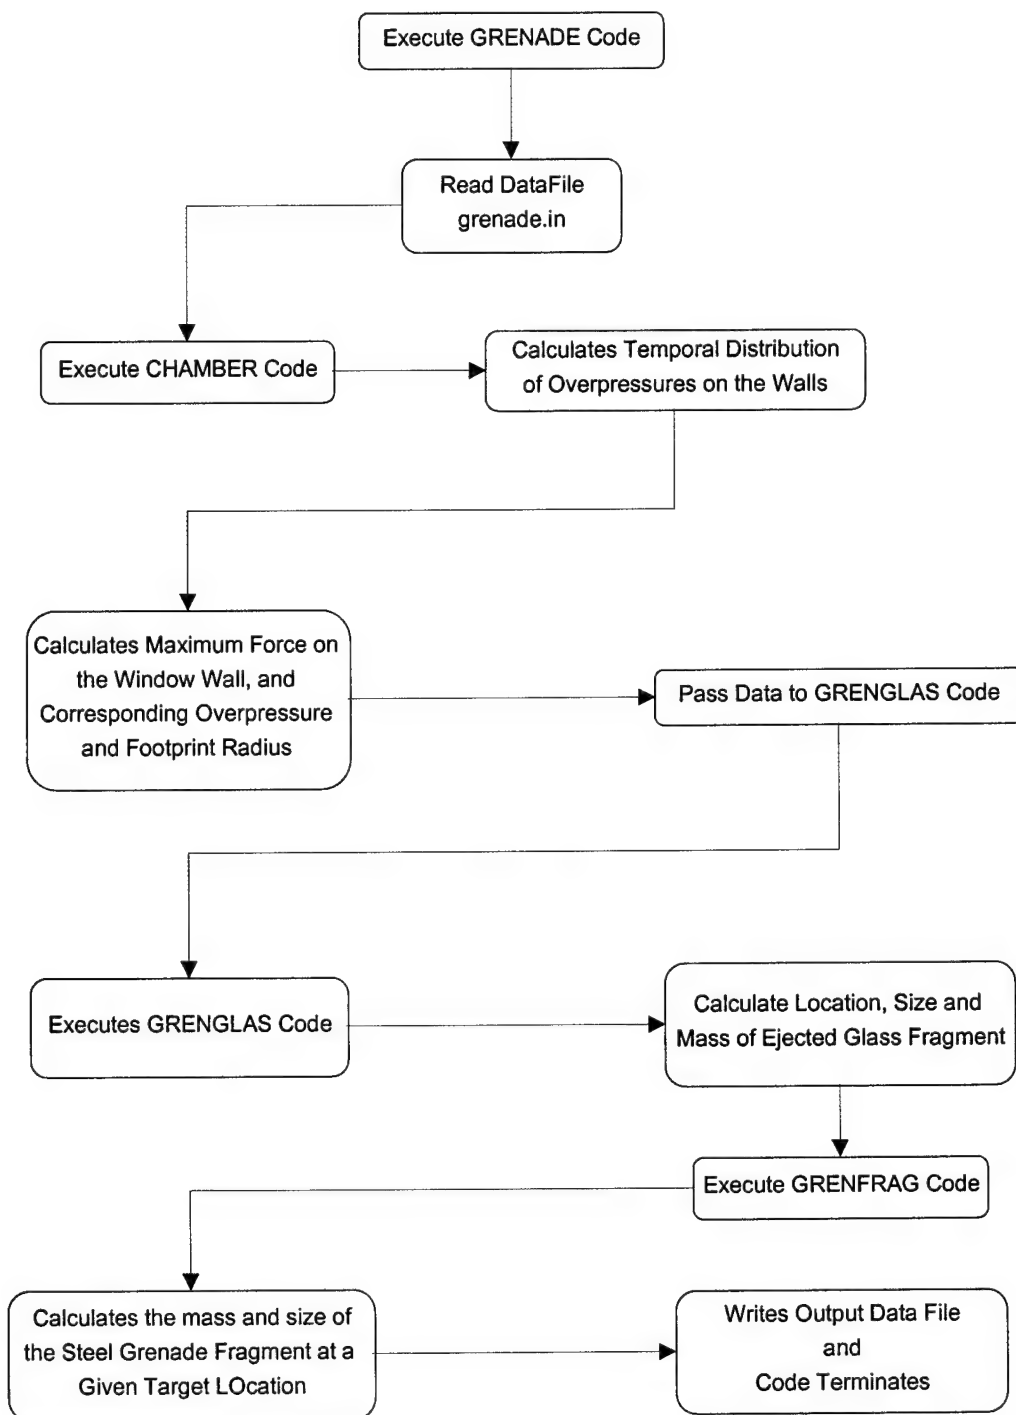 Execute GRENADE Code
Read DataFile
grenade.in
Execute CHAMBER Code
Calculates Temporal Distribution
of Overpressures on the Walls
Calculates Maximum Force on
the Window Wall, and
Corresponding Overpressure
and Footprint Radius
Pass Data to GRENGLAS Code
Executes GRENGLAS Code
Calculate Location, Size and
Mass of Ejected Glass Fragment
Execute GRENFRAG Code
Calculates the mass and size of
the Steel Grenade Fragment at a
Given Target LOcation
Writes Output Data File
and
Code Terminates